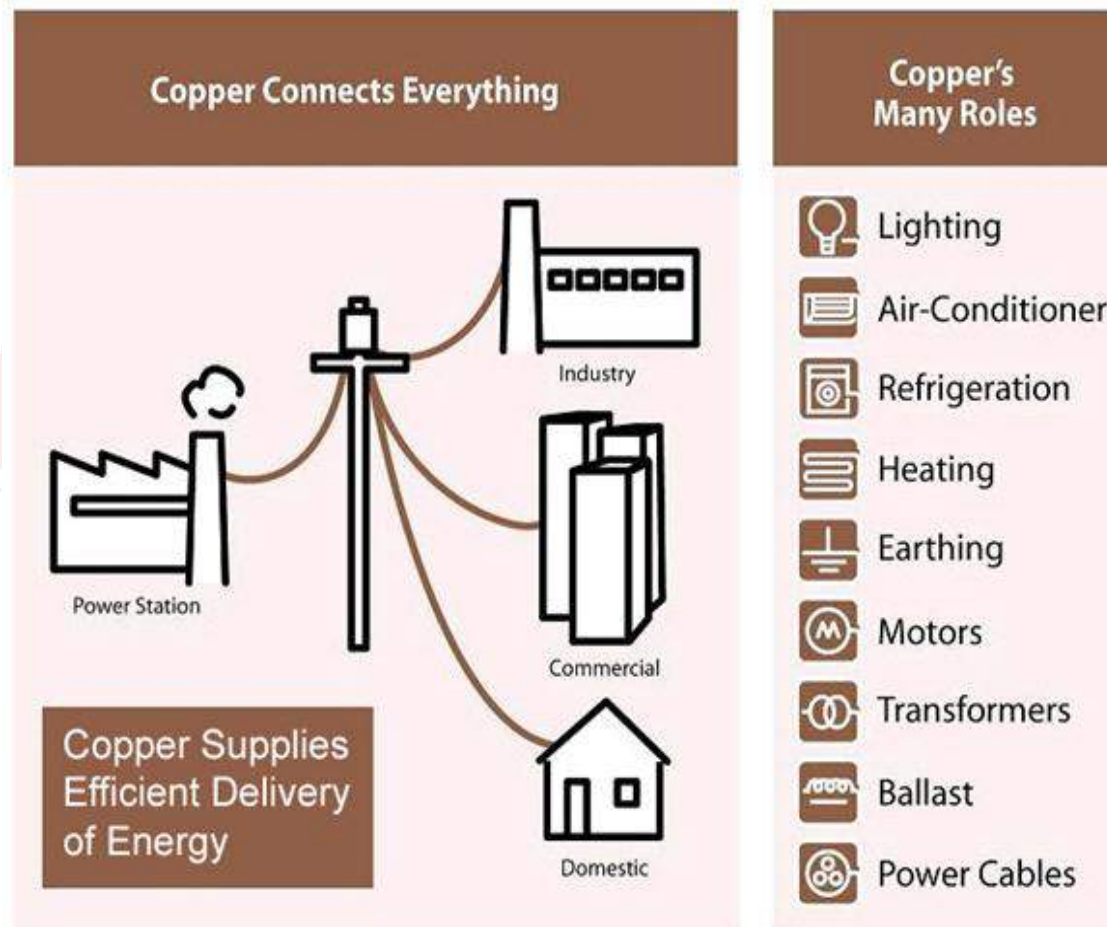 Copper Connects Everything
Industry
Power Station
Commercial
Copper Supplies
Efficient Delivery
of Energy
Domestic
Copper's
Many Roles
Lighting
Air-Conditioner
Refrigeration
Heating
Earthing
Motors
Transformers
Ballast
Power Cables